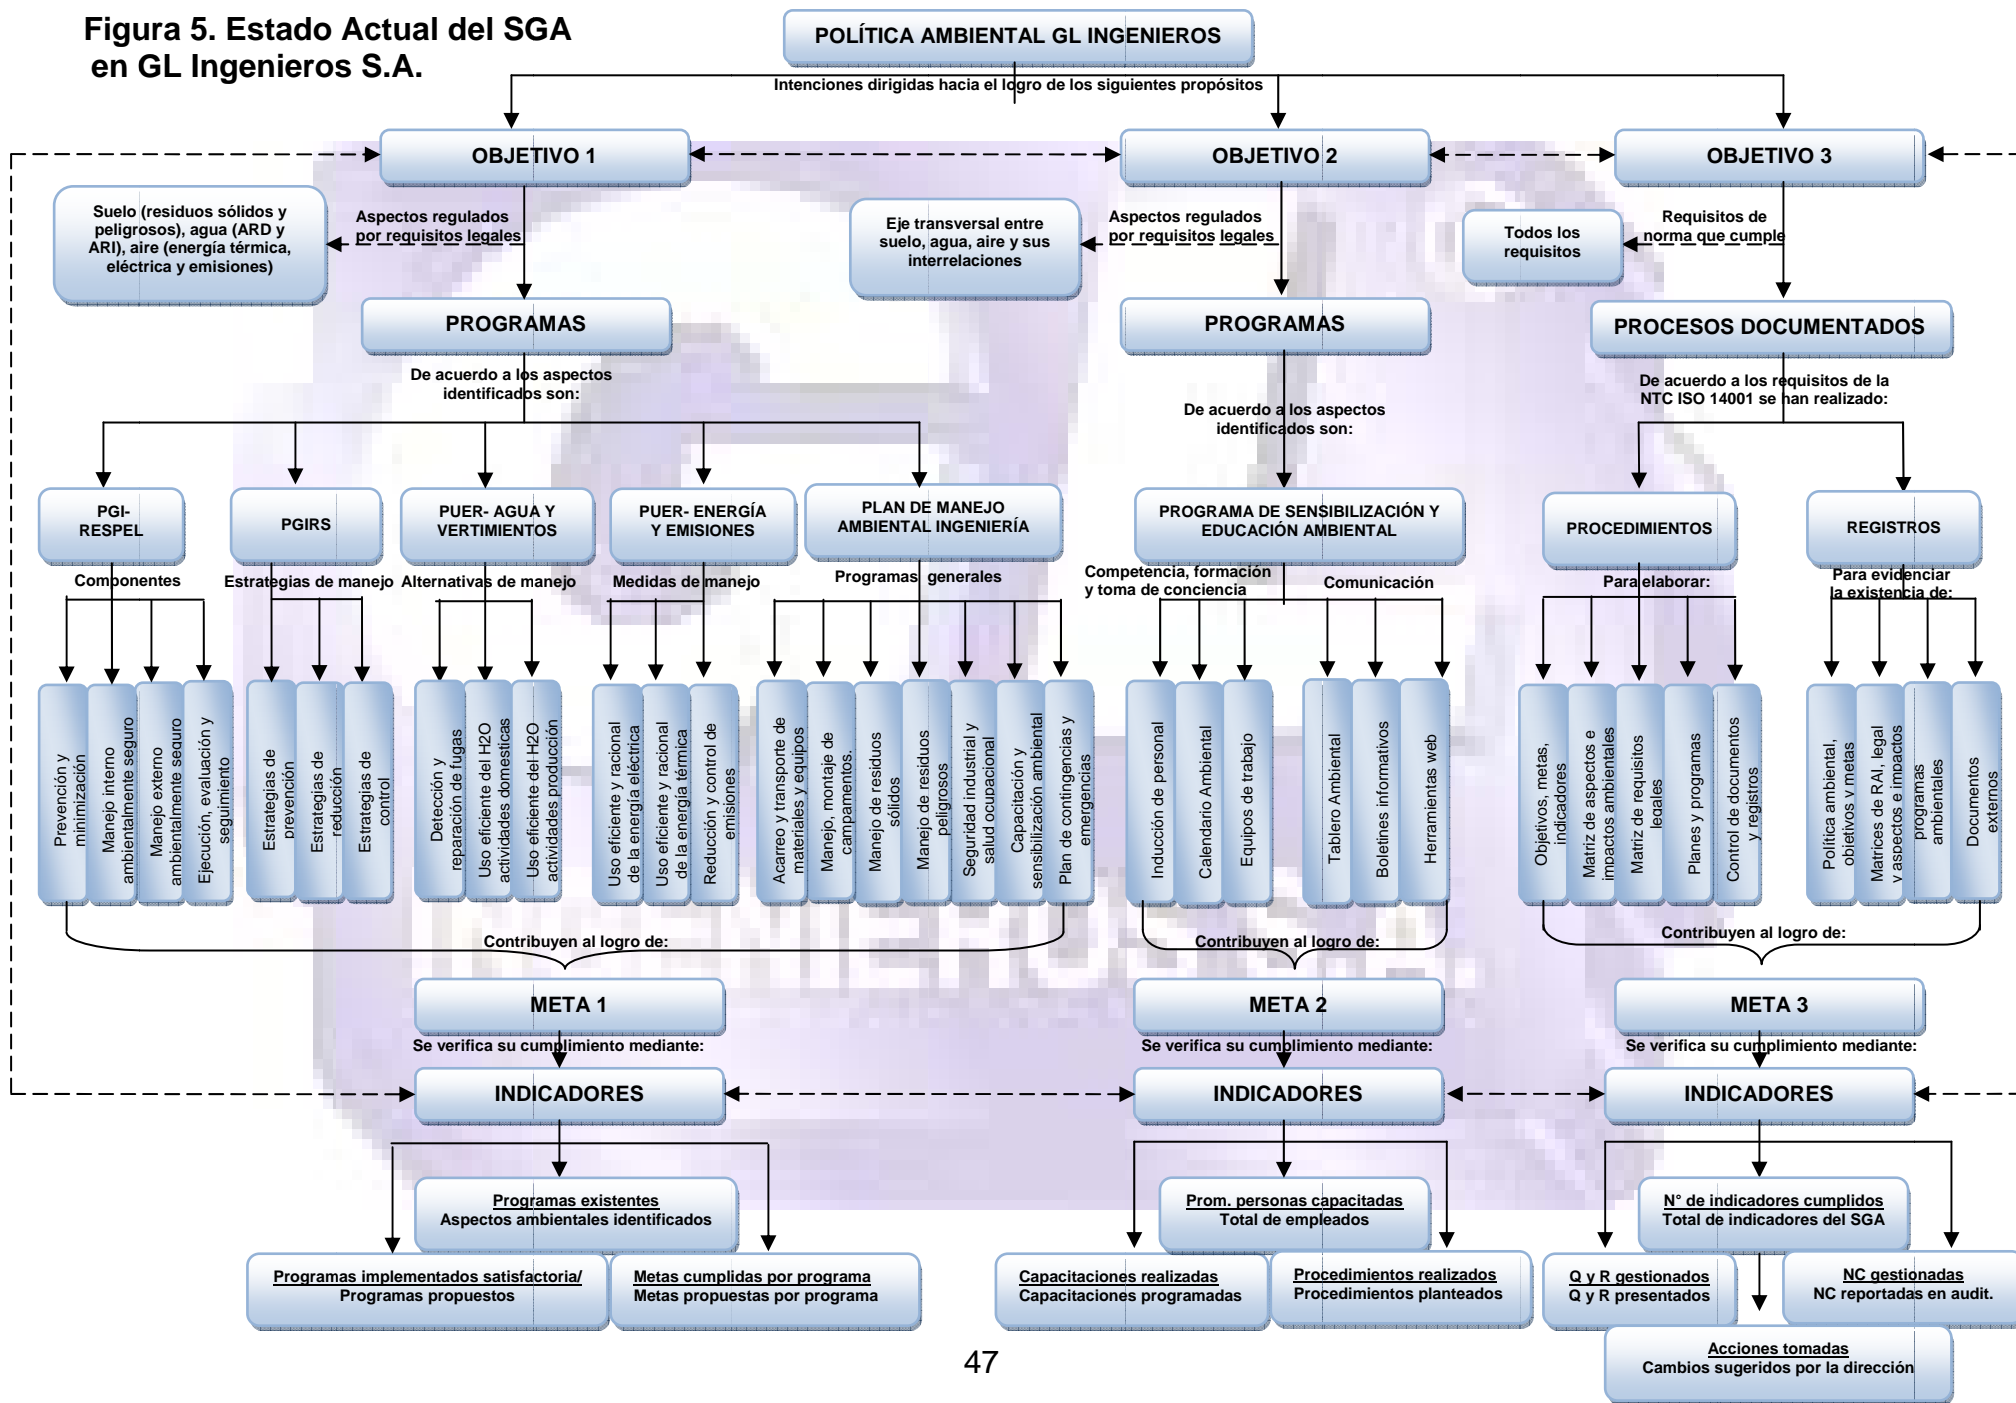 Figura 5. Estado Actual del SGA
en GL Ingenieros S.A.
POLÍTICA AMBIENTAL GL INGENIEROS
Intenciones dirigidas hacia el logro de los siguientes propósitos
OBJETIVO 1
OBJETIVO 2
OBJETIVO 3
Suelo (residuos sólidos y
peligrosos), agua (ARD y
ARI), aire (energía térmica,
eléctrica y emisiones)
Aspectos regulados
por requisitos legales
Eje transversal entre
suelo, agua, aire y sus
interrelaciones
Aspectos regulados
por requisitos legales
Todos los
requisitos
Requisitos de
norma que cumple
PROGRAMAS
PROGRAMAS
PROCESOS DOCUMENTADOS
De acuerdo a los aspectos
identificados son:
De acuerdo a los aspectos
identificados son:
De acuerdo a los requisitos de la
NTC ISO 14001 se han realizado:
PGI-
RESPEL
PGIRS
PUER- AGUA Y
VERTIMIENTOS
PUER- ENERGÍA
Y EMISIONES
PLAN DE MANEJO
AMBIENTAL INGENIERÍA
PROGRAMA DE SENSIBILIZACIÓN Y
EDUCACIÓN AMBIENTAL
PROCEDIMIENTOS
REGISTROS
Componentes
Estrategias de manejo
Alternativas de manejo
Medidas de manejo
Programas generales
Competencia, formación
y toma de conciencia
Comunicación
Para elaborar:
Para evidenciar
la existencia de:
Prevención y
minimización
Manejo interno
ambientalmente seguro
Manejo externo
ambientalmente seguro
Ejecución, evaluación y
seguimiento
Estrategias de
prevención
Estrategias de
reducción
Estrategias de
control
Detección y
reparación de fugas
Uso eficiente del H2O
actividades domesticas
Uso eficiente del H2O
actividades producción
Uso eficiente y racional
de la energía eléctrica
Uso eficiente y racional
de la energía térmica
Reducción y control de
emisiones
Acarreo y transporte de
materiales y equipos
Manejo, montaje de
campamentos.
Manejo de residuos
sólidos
Manejo de residuos
peligrosos
Seguridad industrial y
salud ocupacional
Capacitación y
sensibilización ambiental
Plan de contingencias y
emergencias
Inducción de personal
Calendario Ambiental
Equipos de trabajo
Tablero Ambiental
Boletines informativos
Herramientas web
Objetivos, metas,
indicadores
Matriz de aspectos e
impactos ambientales
Matriz de requisitos
legales
Planes y programas
Control de documentos
y registros
Política ambiental,
objetivos y metas
Matrices de RAI, legal
y aspectos e impactos
programas
ambientales
Documentos
externos
Contribuyen al logro de:
Contribuyen al logro de:
Contribuyen al logro de:
META 1
META 2
META 3
Se verifica su cumplimiento mediante:
Se verifica su cumplimiento mediante:
Se verifica su cumplimiento mediante:
INDICADORES
INDICADORES
INDICADORES
Programas existentes
Aspectos ambientales identificados
Prom. personas capacitadas
Total de empleados
N° de indicadores cumplidos
Total de indicadores del SGA
Programas implementados satisfactoria/
Programas propuestos
Metas cumplidas por programa
Metas propuestas por programa
Capacitaciones realizadas
Capacitaciones programadas
Procedimientos realizados
Procedimientos planteados
Q y R gestionados
Q y R presentados
NC gestionadas
NC reportadas en audit.
Acciones tomadas
Cambios sugeridos por la dirección
47